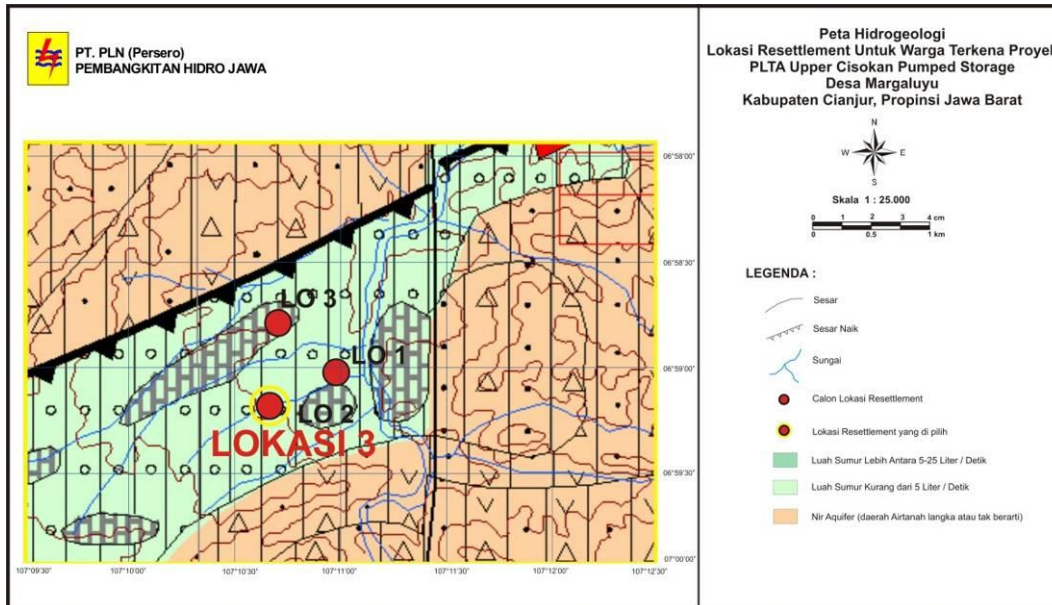 PT. PLN (Persero)
PEMBANGKITAN HIDRO JAWA
Peta Hidrogeologi
Lokasi Resettlement Untuk Warga Terkena Proyek
PLTA Upper Cisokan Pumped Storage
Desa Margaluyu
Kabupaten Cianjur, Propinsi Jawa Barat
N
W E
S
Skala 1 : 25.000
0 1 2 3 4 cm
0 0.5 1 km
LEGENDA :
Sesar
Sesar Naik
Sungai
Calon Lokasi Resettlement
Lokasi Resettlement yang di pilih
Luah Sumur Lebih Antara 5-25 Liter / Detik
Luah Sumur Kurang dari 5 Liter / Detik
Nir Aquifer (daerah Airtanah langka atau tak berarti)
LO 3
LO 1
LO 2
LOKASI 3
06°58'00"
06°58'30"
06°59'00"
06°59'30"
07°00'00"
107°09'30" 107°10'00" 107°10'30" 107°11'00" 107°11'30" 107°12'00" 107°12'30"